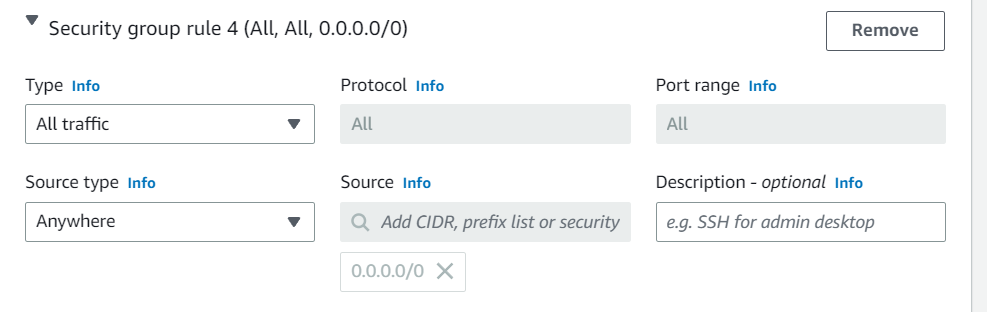 Security group rule 4 (All, All, 0.0.0.0/0)
Remove
Type Info
Protocol Info
Port range Info
All traffic
All
All
Source type Info
Source Info
Description - optional Info
Anywhere
Add CIDR, prefix list or security
e.g. SSH for admin desktop
0.0.0.0/0